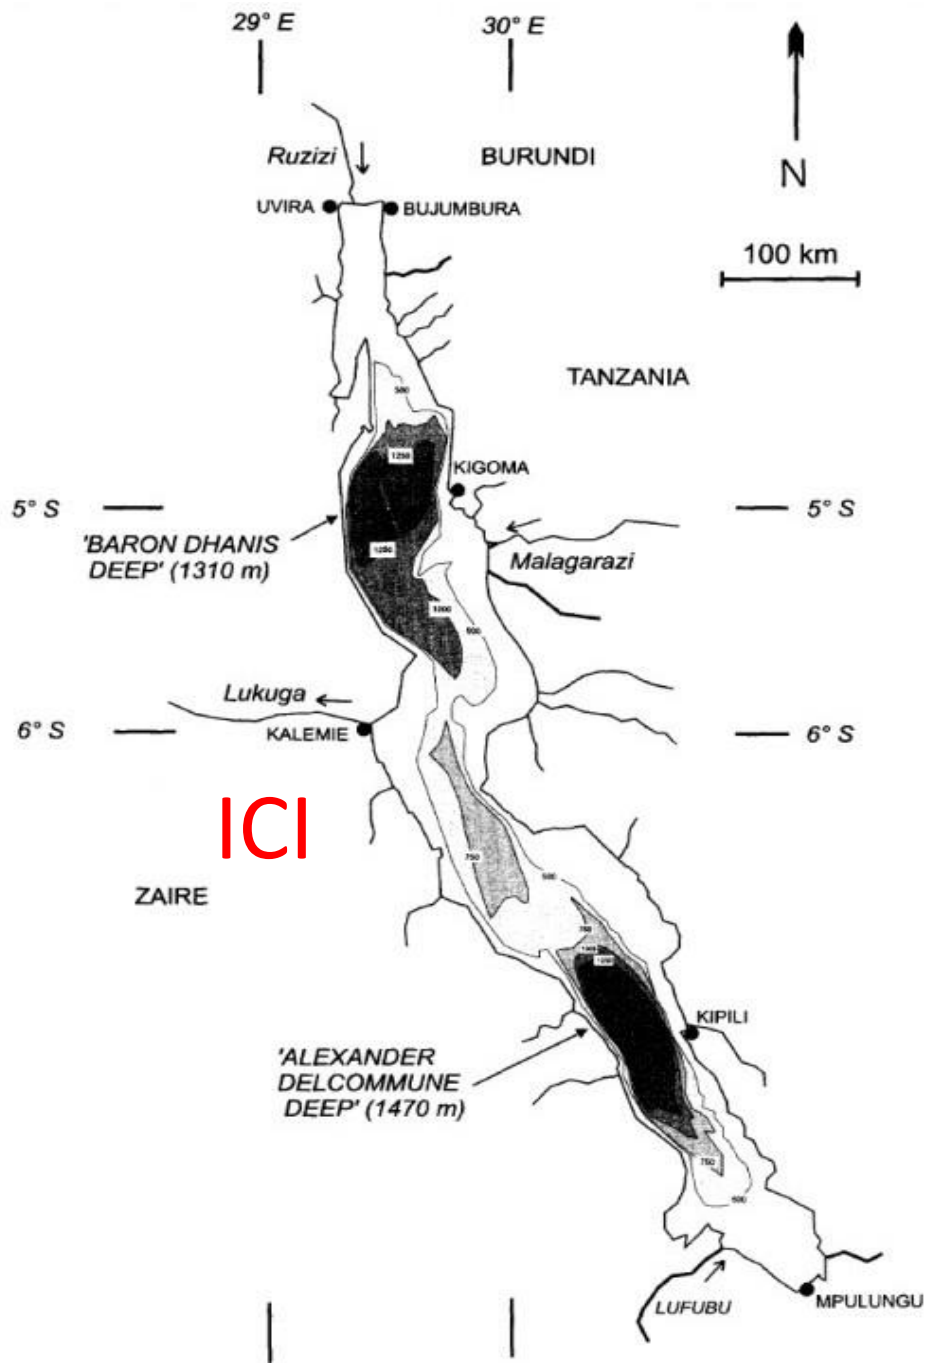 29° E
30° E
Ruzizi
BURUNDI
N
UVIRA
BUJUMBURA
100 km
TANZANIA
500
1250
KIGOMA
5° S
5° S
'BARON DHANIS
DEEP' (1310 m)
Malagarazi
1000
500
Lukuga
6° S
KALEMIE
6° S
ICI
750
500
ZAIRE
750
KIPILI
'ALEXANDER
DELCOMMUNE
DEEP' (1470 m)
750
500
LUFUBU
MPULUNGU